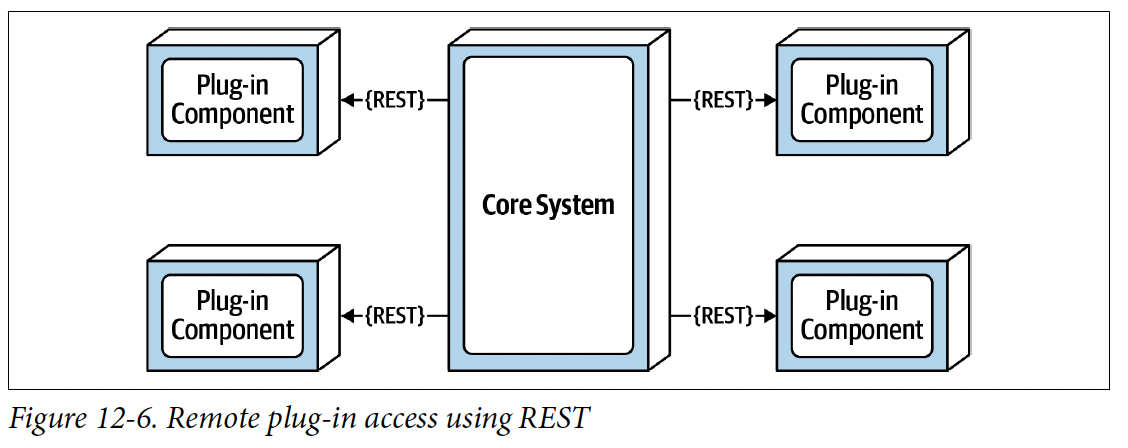 Plug-in
Component
{REST}
Core System
{REST}
Plug-in
Component
Plug-in
Component
{REST}
{REST}
Plug-in
Component
Figure 12-6. Remote plug-in access using REST